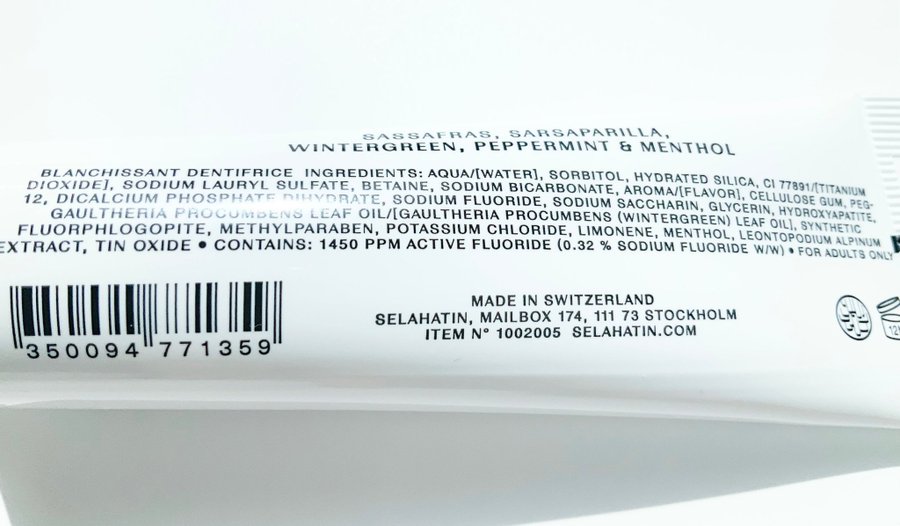 SASSAFRAS, SARSAPARILLA,
WINTERGREEN, PEPPERMINT & MENTHOL
BLANCHISSANT DENTIFRICE INGREDIENTS: AQUA/[WATER], SORBITOL, HYDRATED SILICA, CI 77891/[TITANIUM
DIOXIDE], SODIUM LAURYL SULFATE, BETAINE, SODIUM BICARBONATE, AROMA/[FLAVOR], CELLULOSE GUM, PEG-
12, DICALCIUM PHOSPHATE DIHYDRATE, SODIUM FLUORIDE, SODIUM SACCHARIN, GLYCERIN, HYDROXYAPATITE,
GAULTHERIA PROCUMBENS LEAF OIL/[GAULTHERIA PROCUMBENS (WINTERGREEN) LEAF OIL], SYNTHETIC
FLUORPHLOGOPITE, METHYLPARABEN, POTASSIUM CHLORIDE, LIMONENE, MENTHOL, LEONTOPODIUM ALPINUM
EXTRACT, TIN OXIDE • CONTAINS: 1450 PPM ACTIVE FLUORIDE (0.32 % SODIUM FLUORIDE W/W) • FOR ADULTS ONLY
MADE IN SWITZERLAND
SELAHATIN, MAILBOX 174, 111 73 STOCKHOLM
ITEM N° 1002005 SELAHATIN.COM
350094 771359